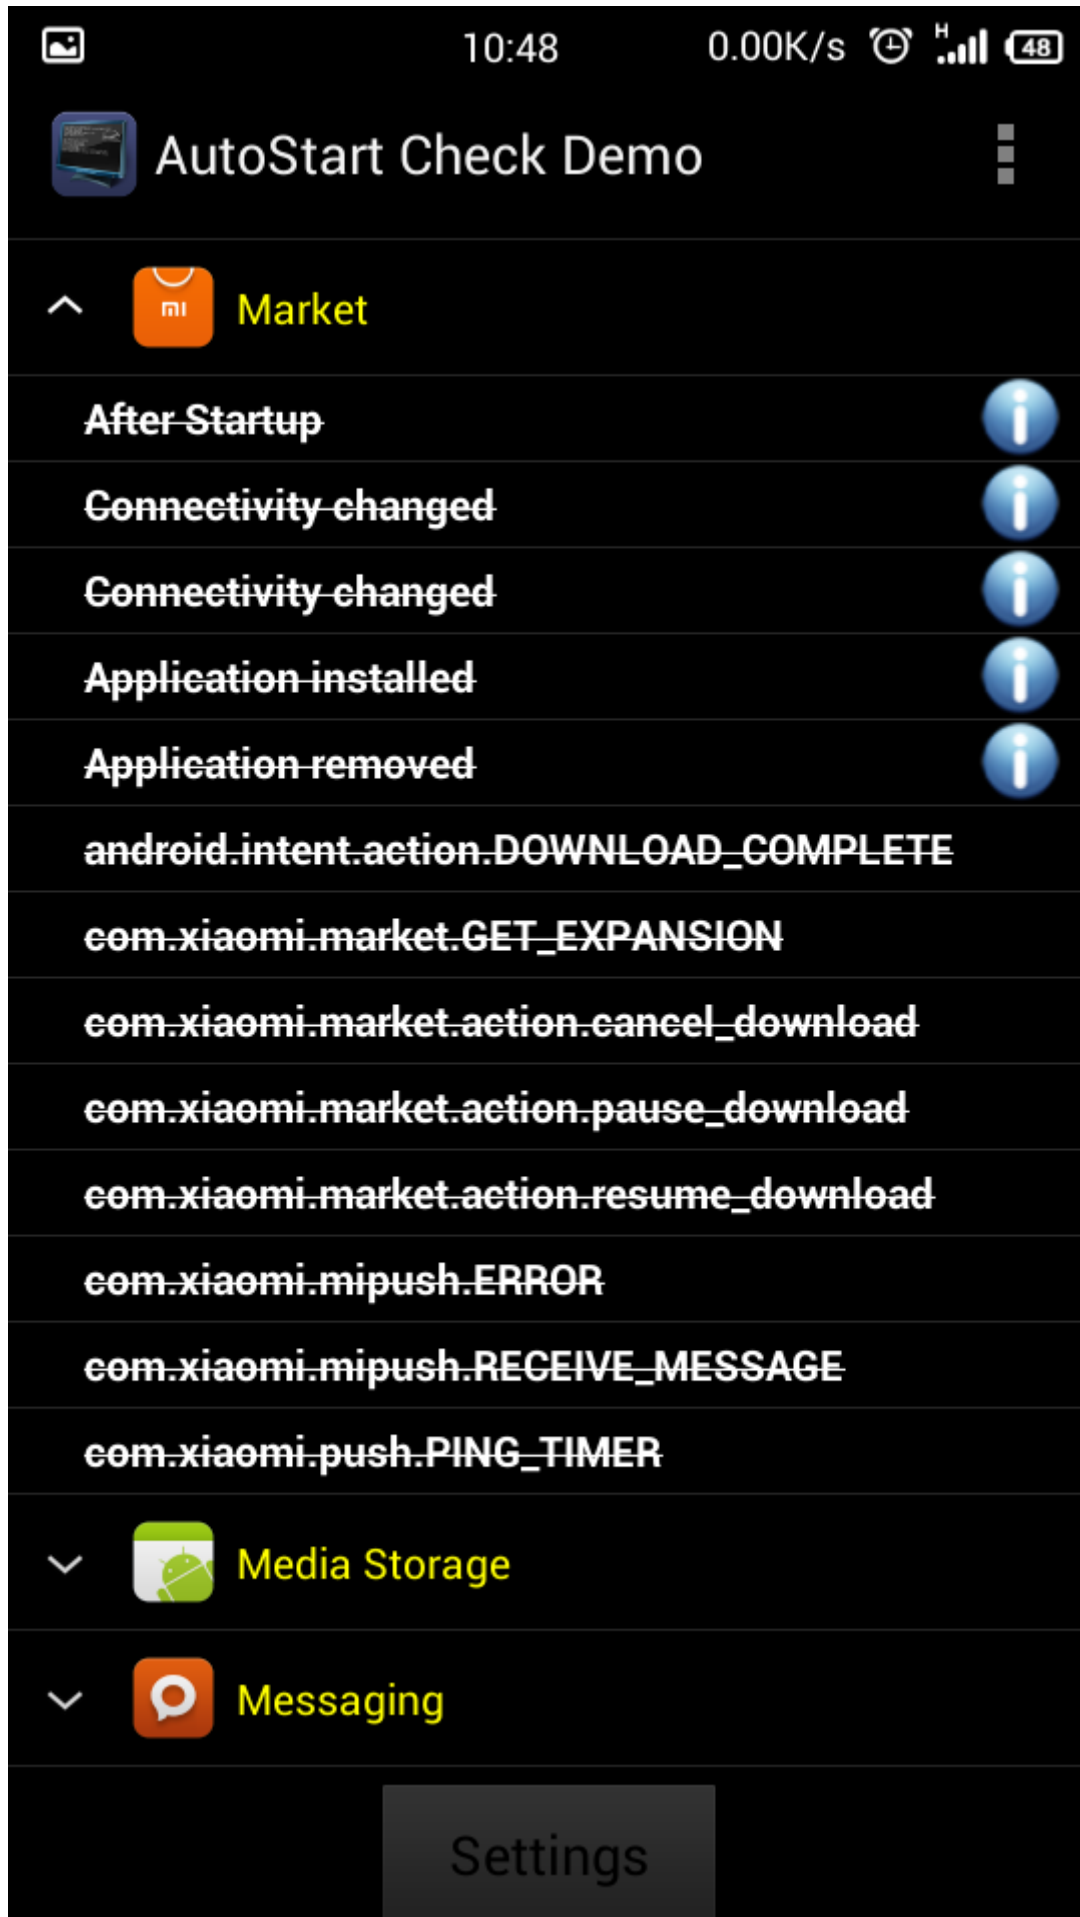 10:48 0.00K/s H 48
AutoStart Check Demo
mi Market
After Startup
Connectivity changed
Connectivity changed
Application installed
Application removed
android.intent.action.DOWNLOAD_COMPLETE
com.xiaomi.market.GET_EXPANSION
com.xiaomi.market.action.cancel_download
com.xiaomi.market.action.pause_download
com.xiaomi.market.action.resume_download
com.xiaomi.mipush.ERROR
com.xiaomi.mipush.RECEIVE_MESSAGE
com.xiaomi.push.PING_TIMER
Media Storage
Messaging
Settings